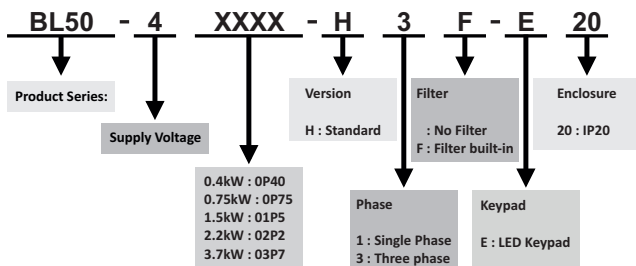 BL50 - 4 XXXX - H 3 F - E 20
Product Series:
Supply Voltage
0.4kW : 0P40
0.75kW : 0P75
1.5kW : 01P5
2.2kW : 02P2
3.7kW : 03P7
Version
H : Standard
Phase
1 : Single Phase
3 : Three phase
Filter
: No Filter
F : Filter built-in
Keypad
E : LED Keypad
Enclosure
20 : IP20